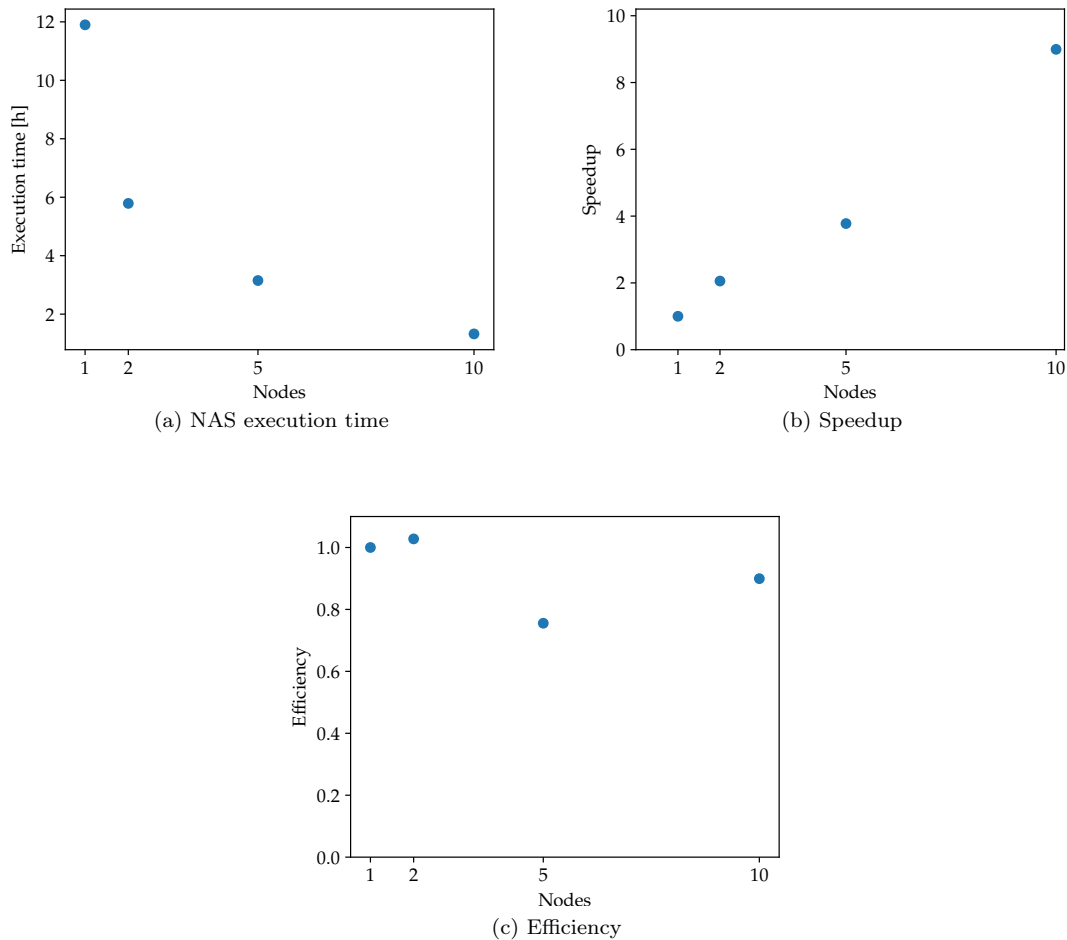 12
10
8
6
4
2
Execution time [h]
1 2 5 10
Nodes
(a) NAS execution time
10
8
6
4
2
0
Speedup
1 2 5 10
Nodes
(b) Speedup
1.0
0.8
0.6
0.4
0.2
0.0
Efficiency
1 2 5 10
Nodes
(c) Efficiency